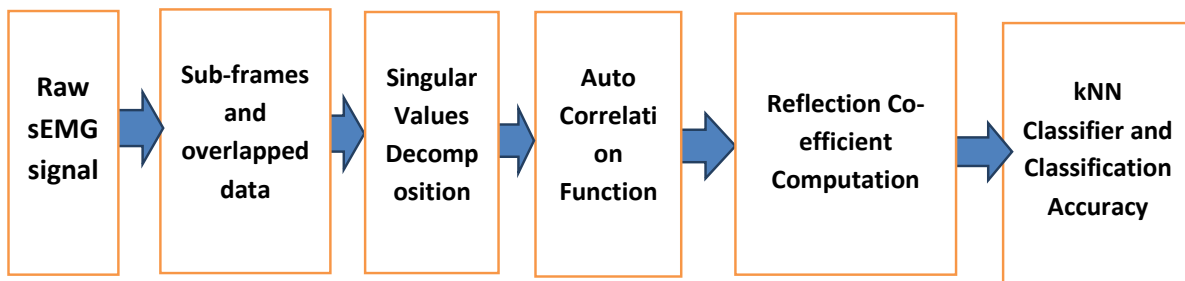 Raw
sEMG
signal
Sub-frames
and
overlapped
data
Singular
Values
Decomp
osition
Auto
Correlati
on
Function
Reflection Co-
efficient
Computation
kNN
Classifier and
Classification
Accuracy